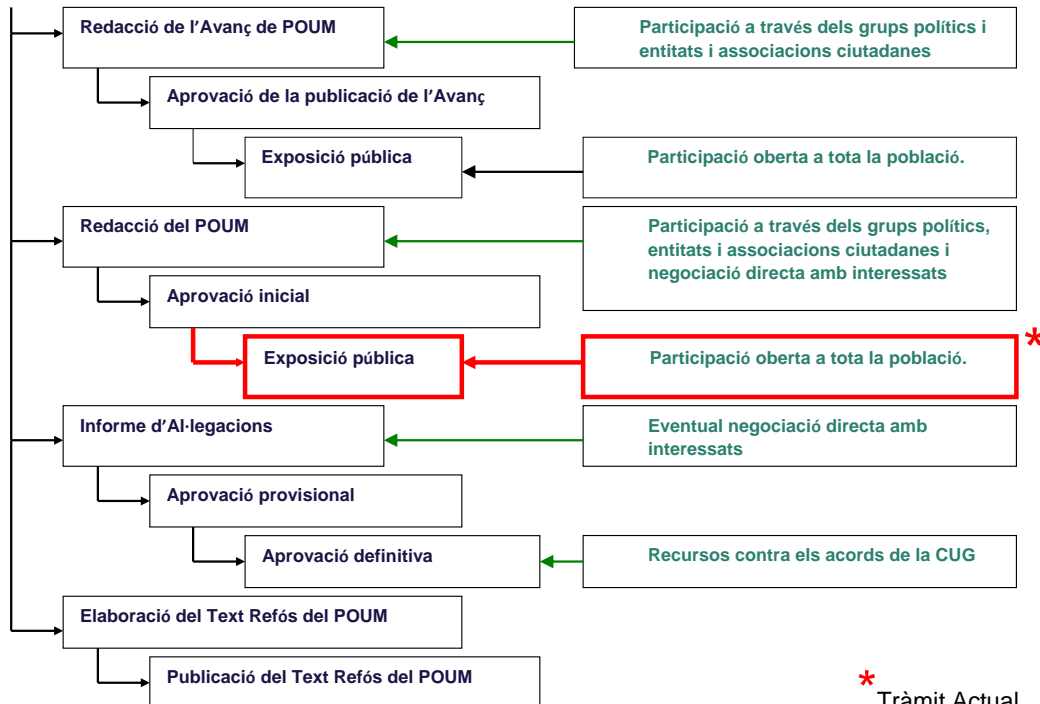 Redacció de l'Avanç de POUM
Participació a través dels grups polítics i
entitats i associacions ciutadanes
Aprovació de la publicació de l'Avanç
Exposició pública
Participació oberta a tota la població.
Redacció del POUM
Participació a través dels grups polítics,
entitats i associacions ciutadanes i
negociació directa amb interessats
Aprovació inicial
Exposició pública
Participació oberta a tota la població.
*
Informe d'Al·legacions
Eventual negociació directa amb
interessats
Aprovació provisional
Aprovació definitiva
Recursos contra els acords de la CUG
Elaboració del Text Refós del POUM
Publicació del Text Refós del POUM
* Tràmit Actual